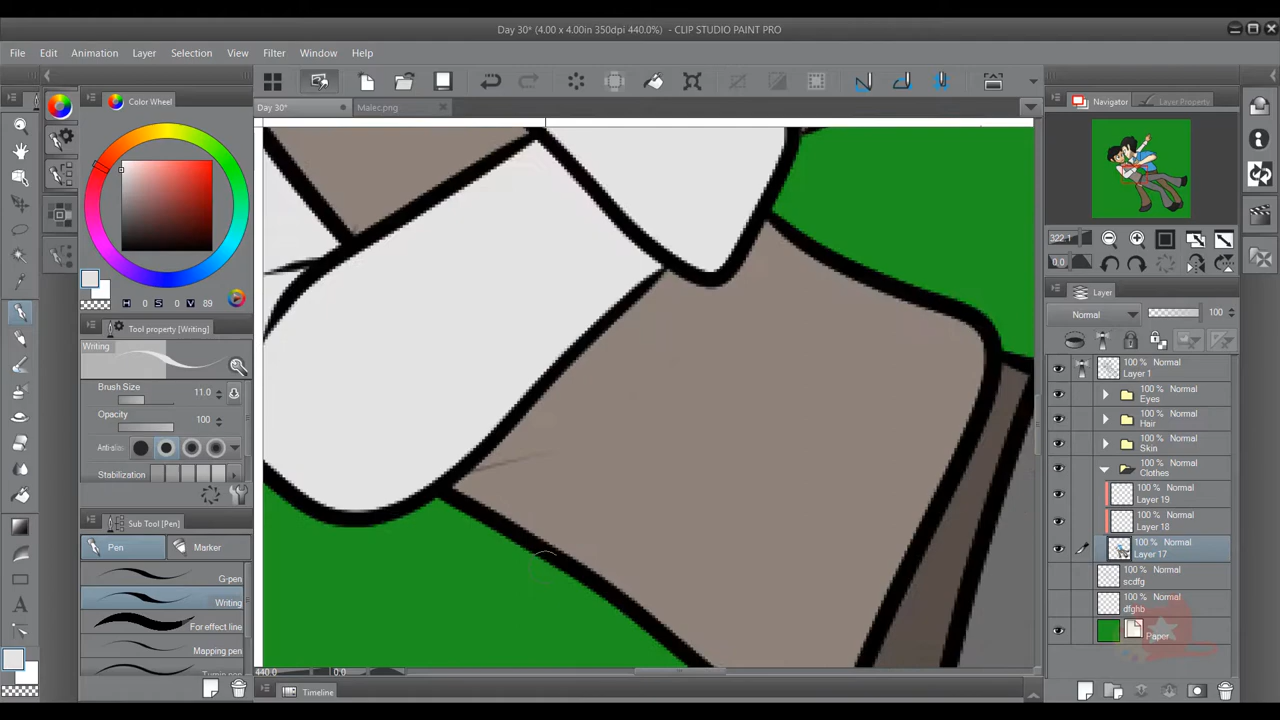 Day 30* (4.00 x 4.00in 350dpi 440.0%) - CLIP STUDIO PAINT PRO
File Edit Animation Layer Selection View Filter Window Help
Color Wheel
Day 30*
Malec.png
Navigator
Layer Property
322.1
0.0
H 0 S 0 V 89
Layer
Normal
100
Tool property [Writing]
Writing
Brush Size
11.0
Opacity
100
Anti-alia
Stabilization
Sub Tool [Pen]
Pen
Marker
G-pen
Writing
For effect line
Mapping pen
Turnip pen
100 % Normal
Layer 1
100 % Normal
Eyes
100 % Normal
Hair
100 % Normal
Skin
100 % Normal
Clothes
100 % Normal
Layer 19
100 % Normal
Layer 18
100 % Normal
Layer 17
100 % Normal
scdfg
100 % Normal
dfghb
Paper
440.0
0.0
Timeline